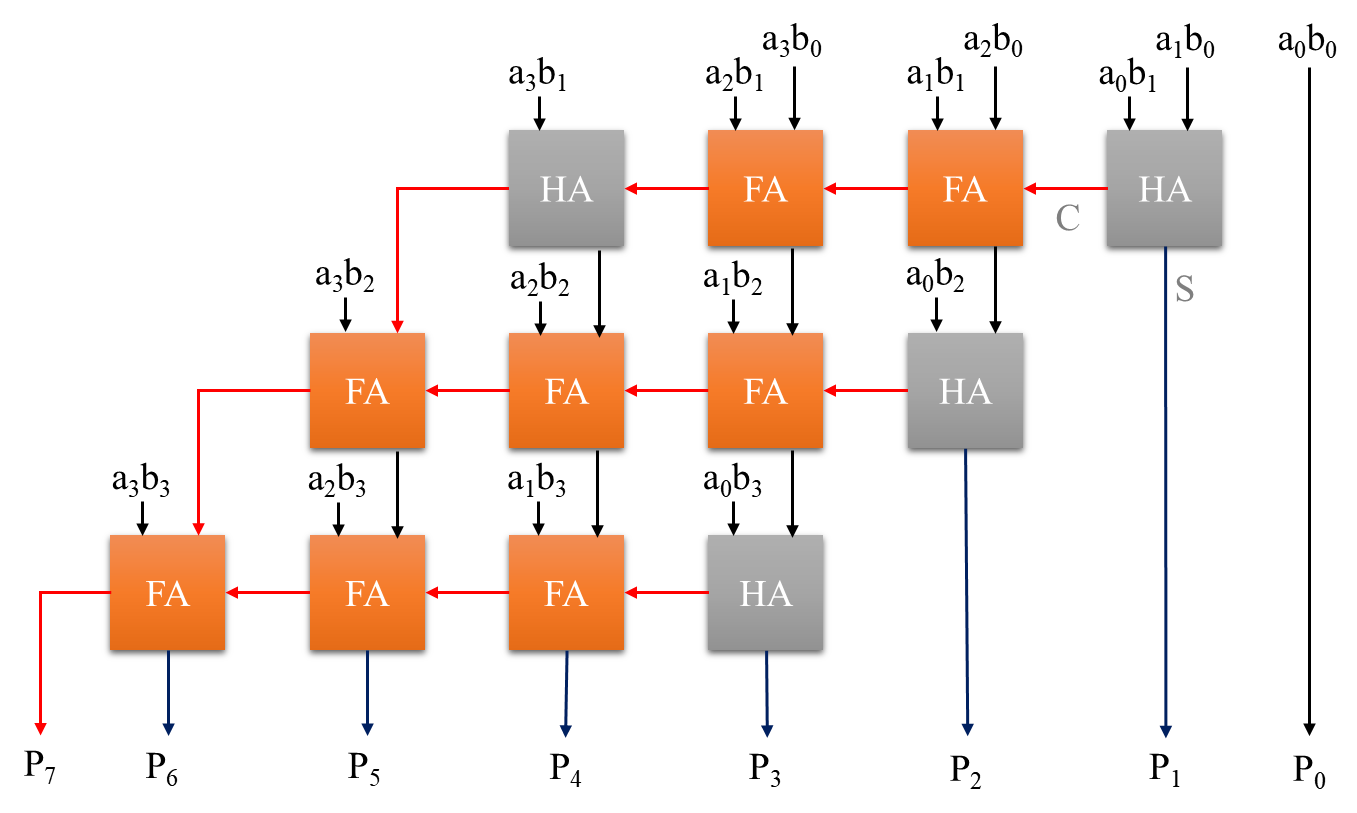 a₃b₀ a₂b₀ a₁b₀ a₀b₀
a₃b₁ a₂b₁ a₁b₁ a₀b₁
HA FA FA HA
C
a₃b₂ a₂b₂ a₁b₂ a₀b₂ S
FA FA FA HA
a₃b₃ a₂b₃ a₁b₃ a₀b₃
FA FA FA HA
P₇ P₆ P₅ P₄ P₃ P₂ P₁ P₀